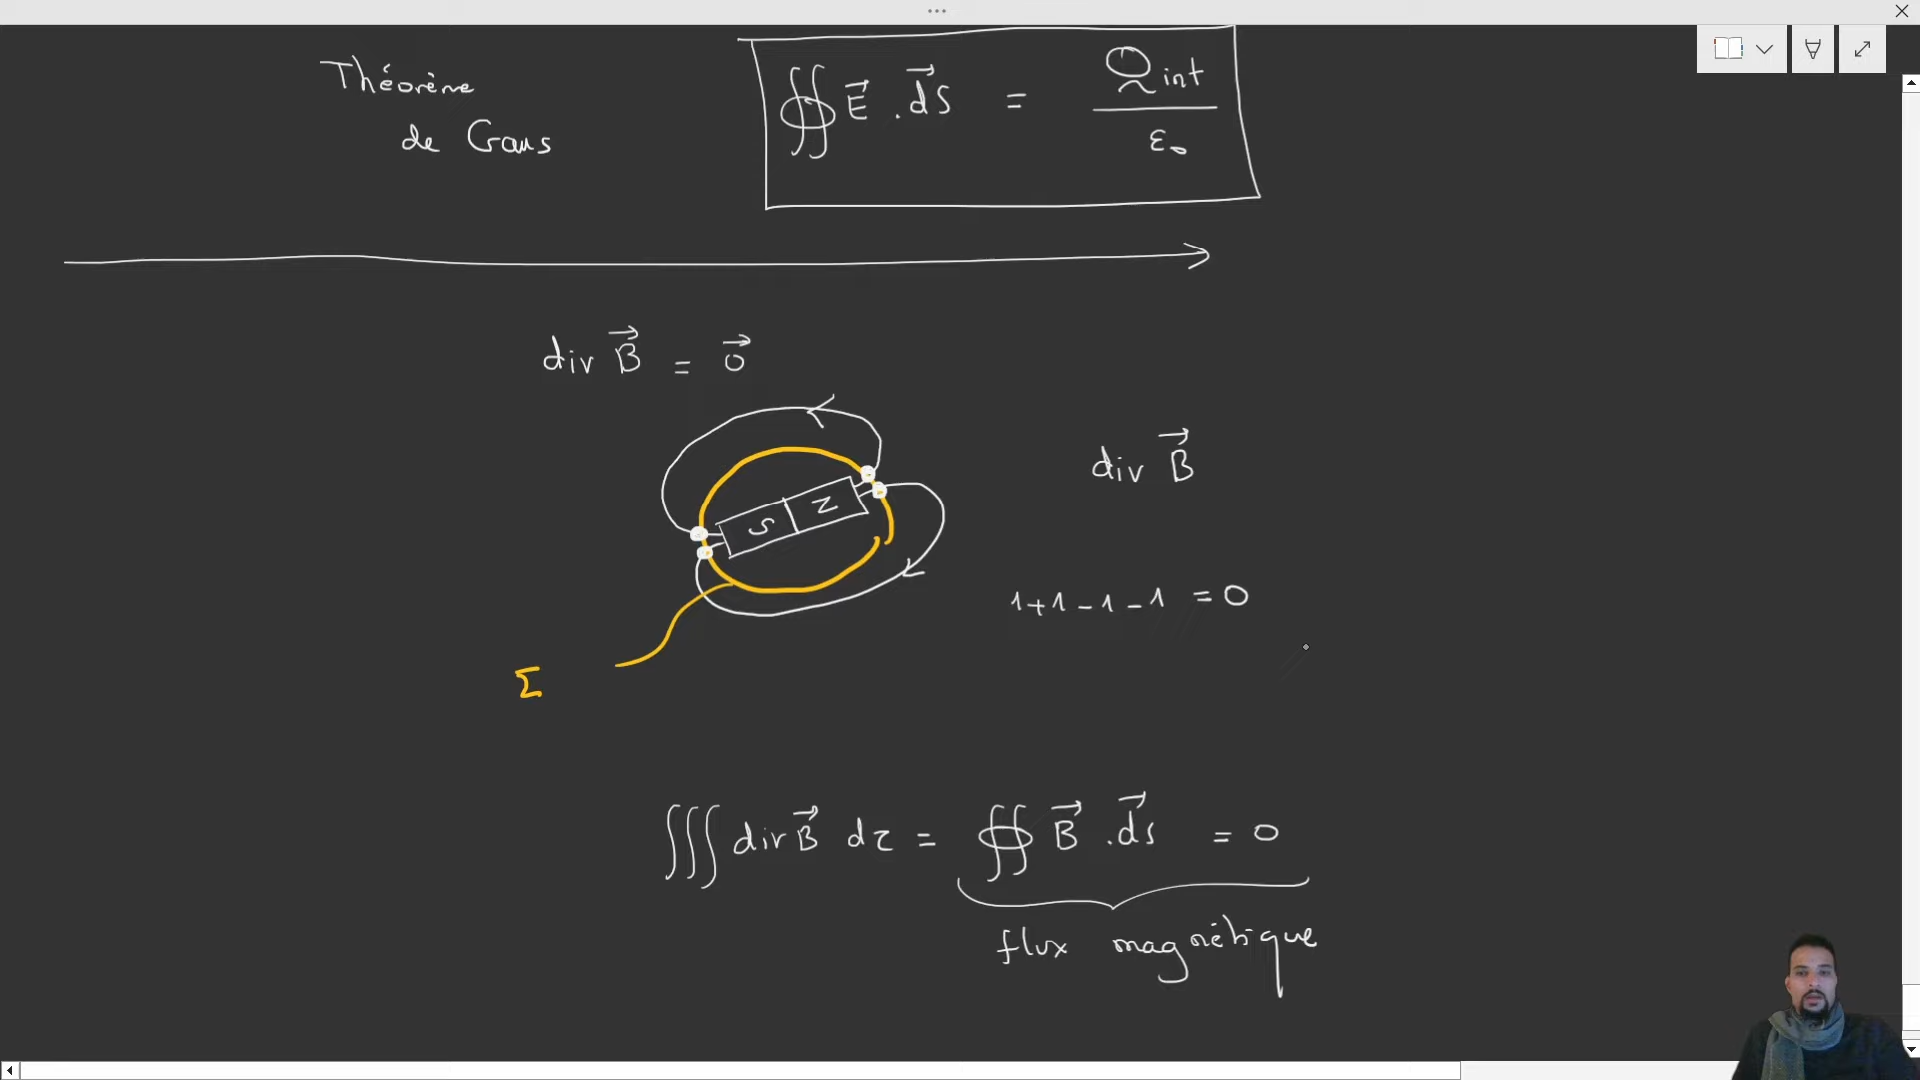 Théorème
de Gauss
∯ E⃗ . dS⃗ = Qint / ε₀
div B⃗ = 0⃗
S N
div B⃗
1+1-1-1 = 0
Σ
∭ div B⃗ dτ = ∯ B⃗ . ds⃗ = 0
flux magnétique